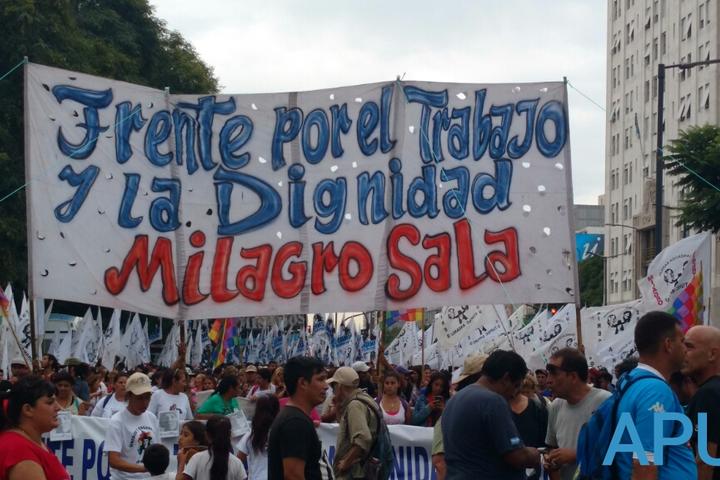 Frente por el Trabajo
y la Dignidad
Milagro Sala
APU